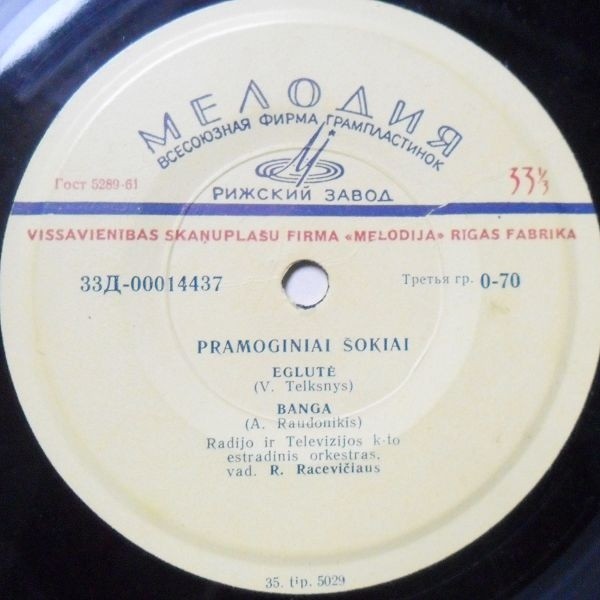 МЕЛОДИЯ
ВСЕСОЮЗНАЯ ФИРМА ГРАМПЛАСТИНОК
РИЖСКИЙ ЗАВОД
Гост 5289-61
33⅓
VISSAVIENĪBAS SKAŅUPLAŠU FIRMA «MELODIJA» RĪGAS FABRIKA
33Д-00014437
Третья гр. 0-70
PRAMOGINIAI ŠOKIAI
EGLUTĖ
(V. Telksnys)
BANGA
(A. Raudonikis)
Radijo ir Televizijos k-to
estradinis orkestras,
vad. R. Racevičiaus
35. tip. 5029